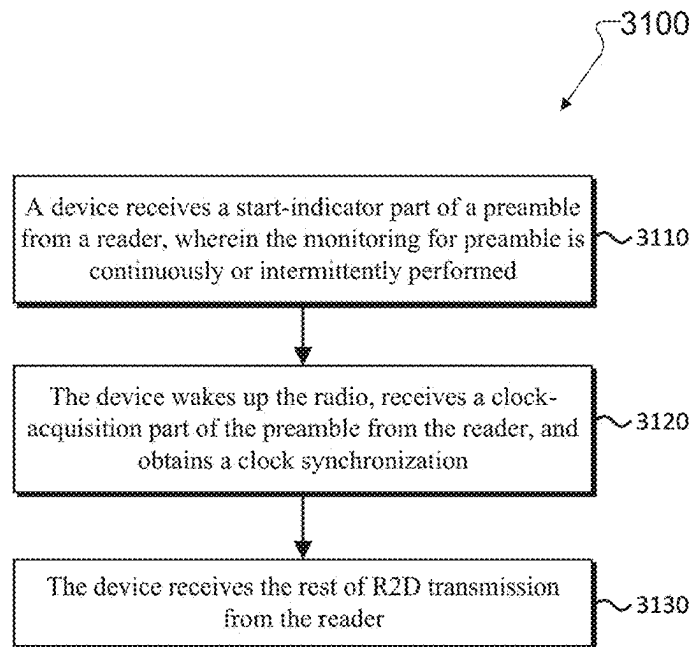 3100
A device receives a start-indicator part of a preamble
from a reader, wherein the monitoring for preamble is
continuously or intermittently performed
3110
The device wakes up the radio, receives a clock-
acquisition part of the preamble from the reader, and
obtains a clock synchronization
3120
The device receives the rest of R2D transmission
from the reader
3130